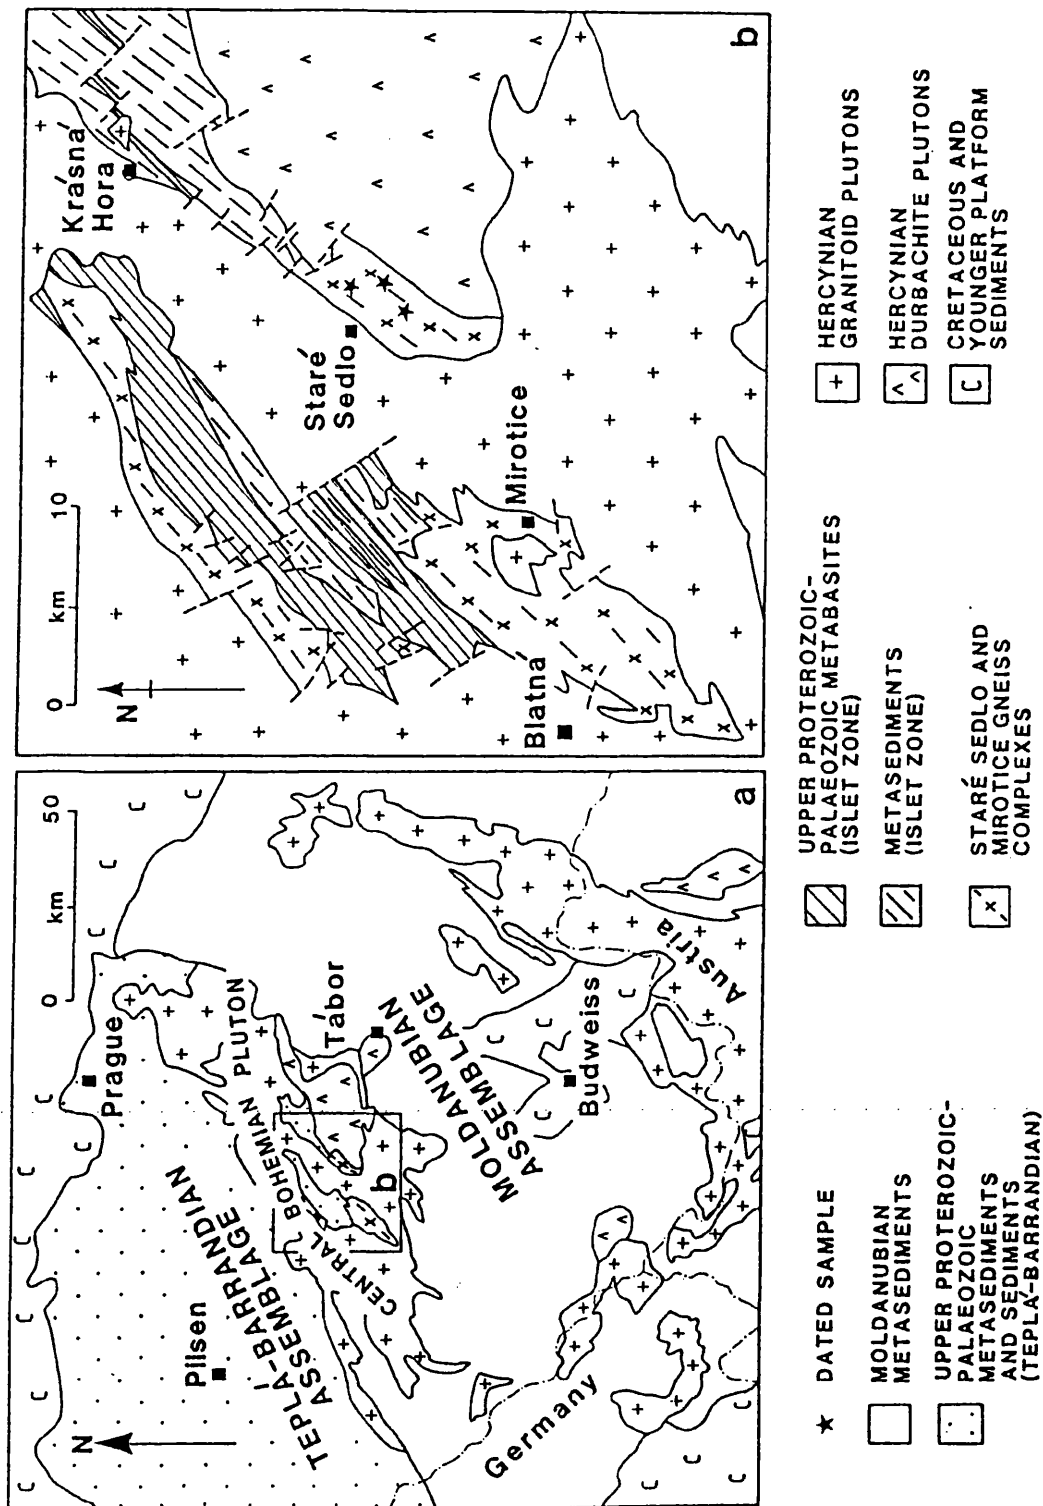 N
0 km 50
Prague
Pilsen
TEPLÁ-BARRANDIAN
ASSEMBLAGE
CENTRAL BOHEMIAN PLUTON
Tábor
b
MOLDANUBIAN
ASSEMBLAGE
Budweiss
Germany
Austria
a
N
0 km 10
Krásná
Hora
Staré
Sedlo
Mirotice
Blatná
b
★ DATED SAMPLE
MOLDANUBIAN
METASEDIMENTS
UPPER PROTEROZOIC-
PALAEOZOIC
METASEDIMENTS
AND SEDIMENTS
(TEPLÁ-BARRANDIAN)
UPPER PROTEROZOIC-
PALAEOZOIC METABASITES
(ISLET ZONE)
METASEDIMENTS
(ISLET ZONE)
STARÉ SEDLO AND
MIROTICE GNEISS
COMPLEXES
HERCYNIAN
GRANITOID PLUTONS
HERCYNIAN
DURBACHITE PLUTONS
CRETACEOUS AND
YOUNGER PLATFORM
SEDIMENTS